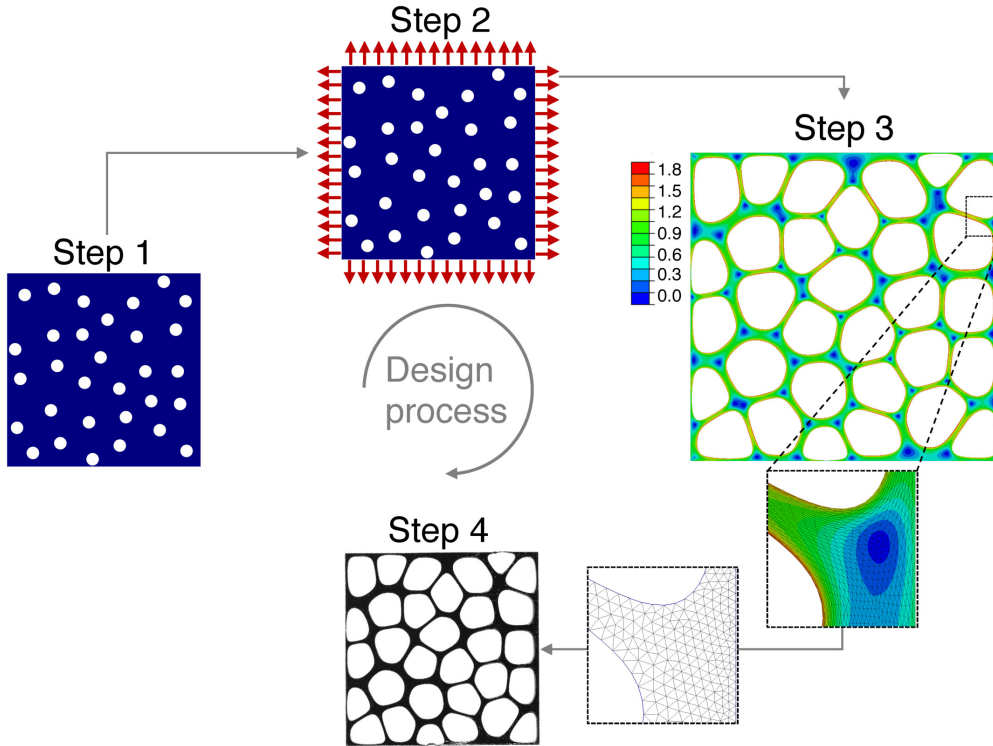 Step 2
Step 3
1.8
1.5
1.2
0.9
0.6
0.3
0.0
Step 1
Design
process
Step 4